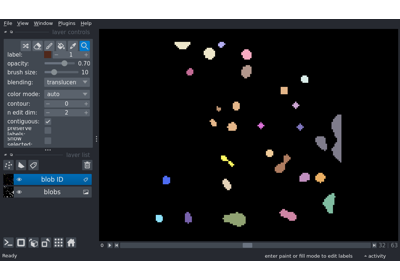 File View Window Plugins Help
layer controls
label: 1
opacity: 0.70
brush size: 10
blending: translucen
color mode: auto
contour: 0
n edit dim: 2
contiguous:
preserve
labels:
show
selected:
layer list
blob ID
blobs
0 32 63
Ready enter paint or fill mode to edit labels activity